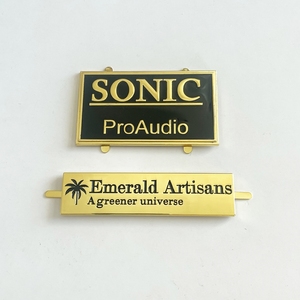 SONIC
ProAudio
Emerald Artisans
A greener universe